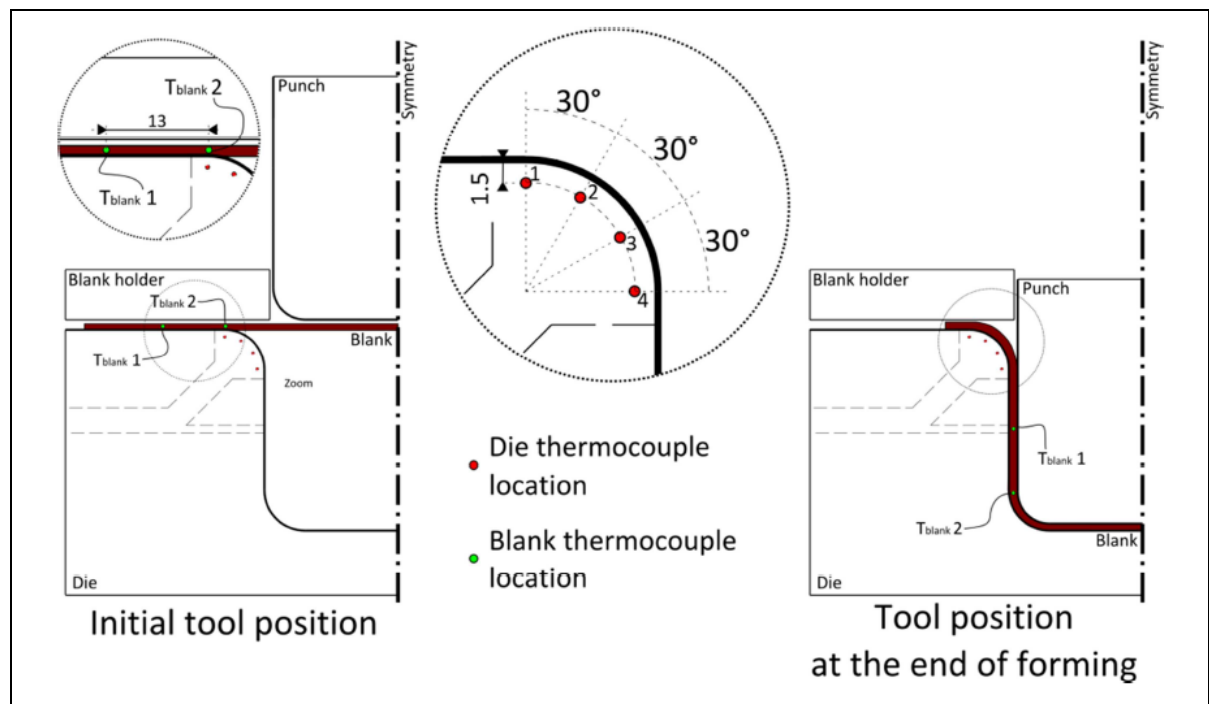 Symmetry
Punch
Tblank 2
13
Tblank 1
Blank holder
Tblank 2
Tblank 1
Blank
Zoom
Die
Initial tool position
30°
30°
30°
1.5
1
2
3
4
Die thermocouple
location
Blank thermocouple
location
Symmetry
Blank holder
Punch
Tblank 1
Tblank 2
Blank
Die
Tool position
at the end of forming